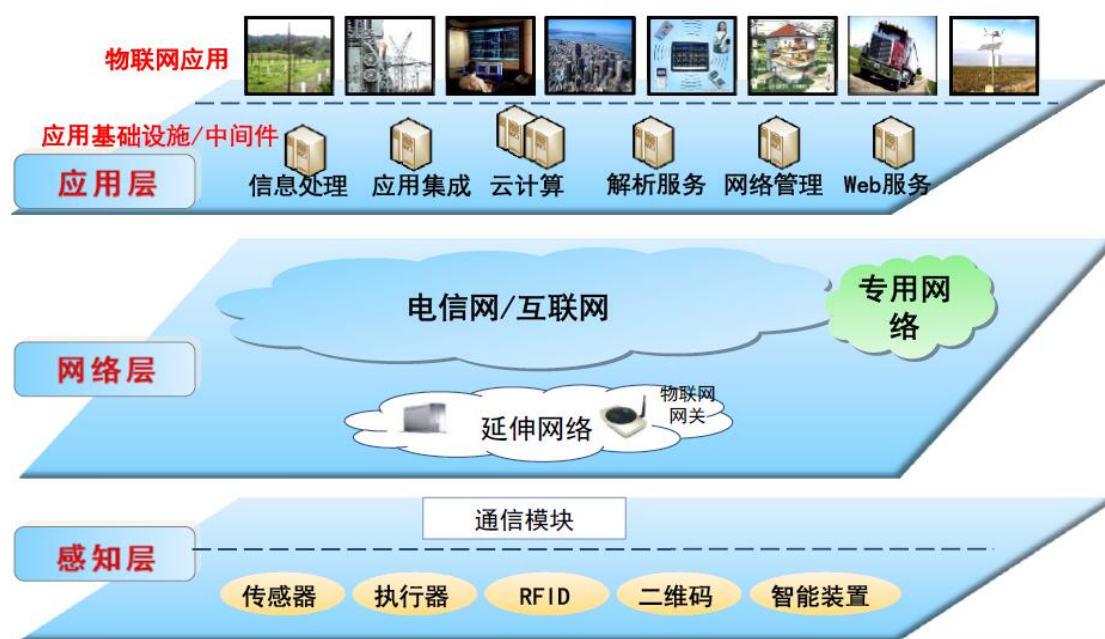 物联网应用
应用基础设施/中间件
应用层
信息处理
应用集成
云计算
解析服务
网络管理
Web服务
电信网/互联网
专用网
络
网络层
物联网
网关
延伸网络
通信模块
感知层
传感器
执行器
RFID
二维码
智能装置